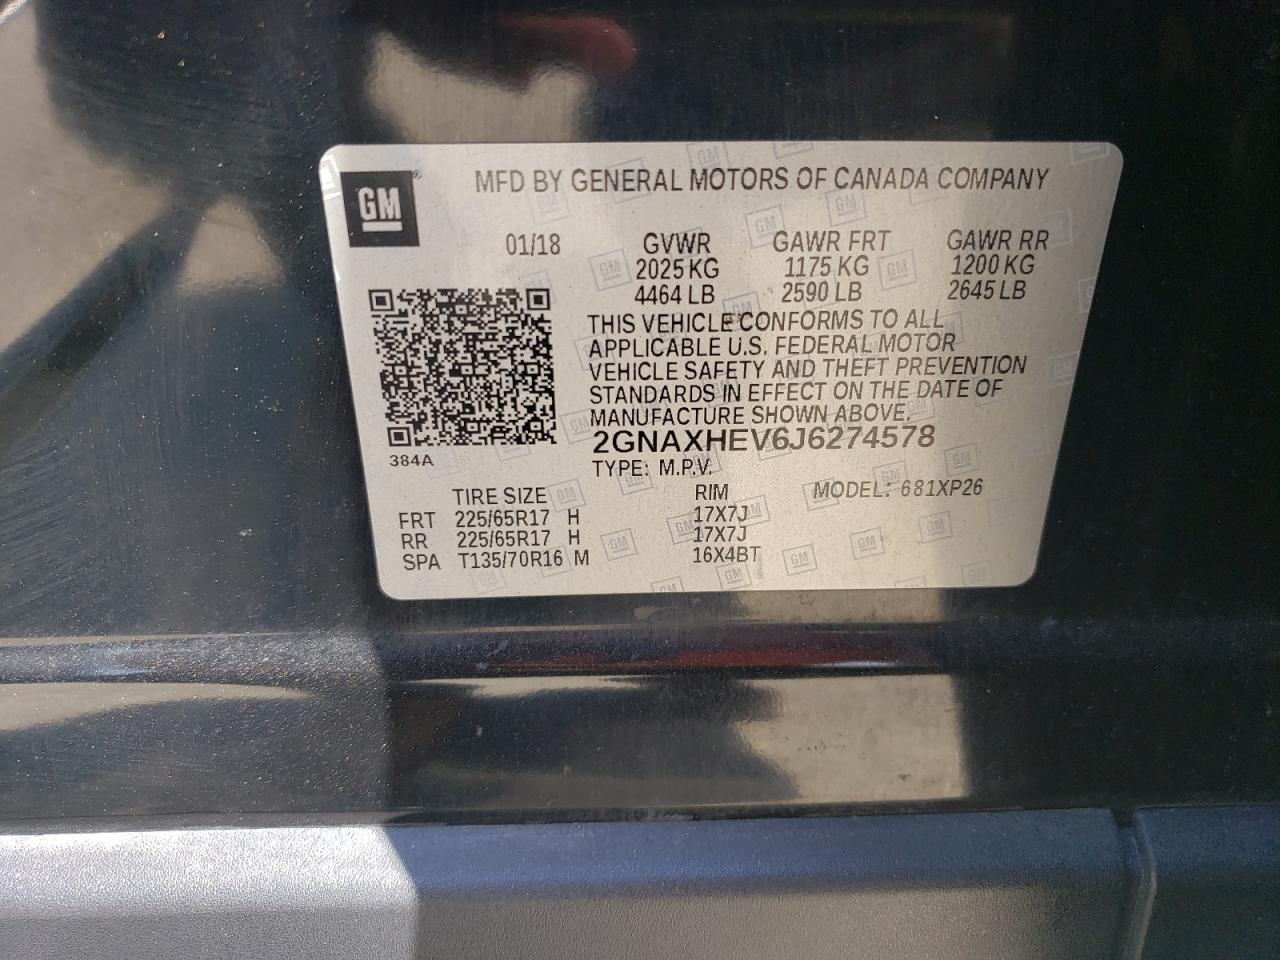 GM
MFD BY GENERAL MOTORS OF CANADA COMPANY
01/18 GVWR GAWR FRT GAWR RR
2025 KG 1175 KG 1200 KG
4464 LB 2590 LB 2645 LB
THIS VEHICLE CONFORMS TO ALL
APPLICABLE U.S. FEDERAL MOTOR
VEHICLE SAFETY AND THEFT PREVENTION
STANDARDS IN EFFECT ON THE DATE OF
MANUFACTURE SHOWN ABOVE.
2GNAXHEV6J6274578
384A
TYPE: M.P.V.
TIRE SIZE RIM MODEL: 681XP26
FRT 225/65R17 H 17X7J
RR 225/65R17 H 17X7J
SPA T135/70R16 M 16X4BT